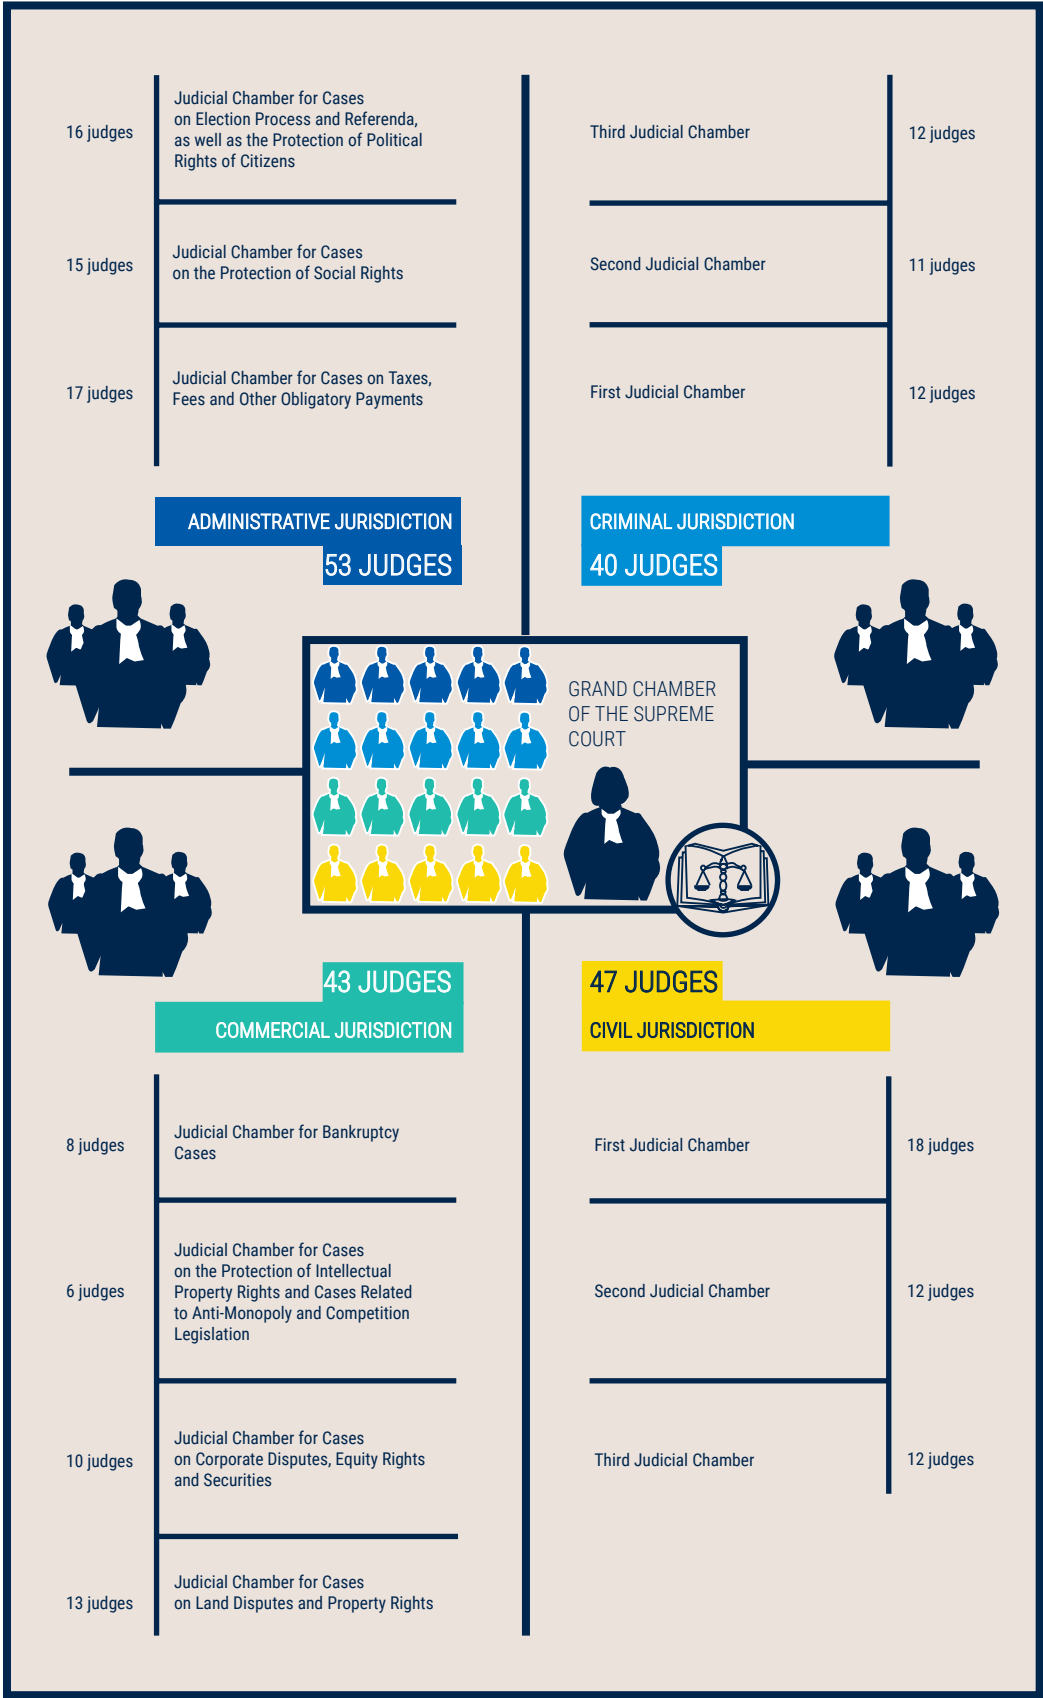 16 judges
Judicial Chamber for Cases
on Election Process and Referenda,
as well as the Protection of Political
Rights of Citizens
15 judges
Judicial Chamber for Cases
on the Protection of Social Rights
17 judges
Judicial Chamber for Cases on Taxes,
Fees and Other Obligatory Payments
ADMINISTRATIVE JURISDICTION
53 JUDGES
Third Judicial Chamber
12 judges
Second Judicial Chamber
11 judges
First Judicial Chamber
12 judges
CRIMINAL JURISDICTION
40 JUDGES
GRAND CHAMBER
OF THE SUPREME
COURT
43 JUDGES
COMMERCIAL JURISDICTION
8 judges
Judicial Chamber for Bankruptcy
Cases
6 judges
Judicial Chamber for Cases
on the Protection of Intellectual
Property Rights and Cases Related
to Anti-Monopoly and Competition
Legislation
10 judges
Judicial Chamber for Cases
on Corporate Disputes, Equity Rights
and Securities
13 judges
Judicial Chamber for Cases
on Land Disputes and Property Rights
47 JUDGES
CIVIL JURISDICTION
First Judicial Chamber
18 judges
Second Judicial Chamber
12 judges
Third Judicial Chamber
12 judges